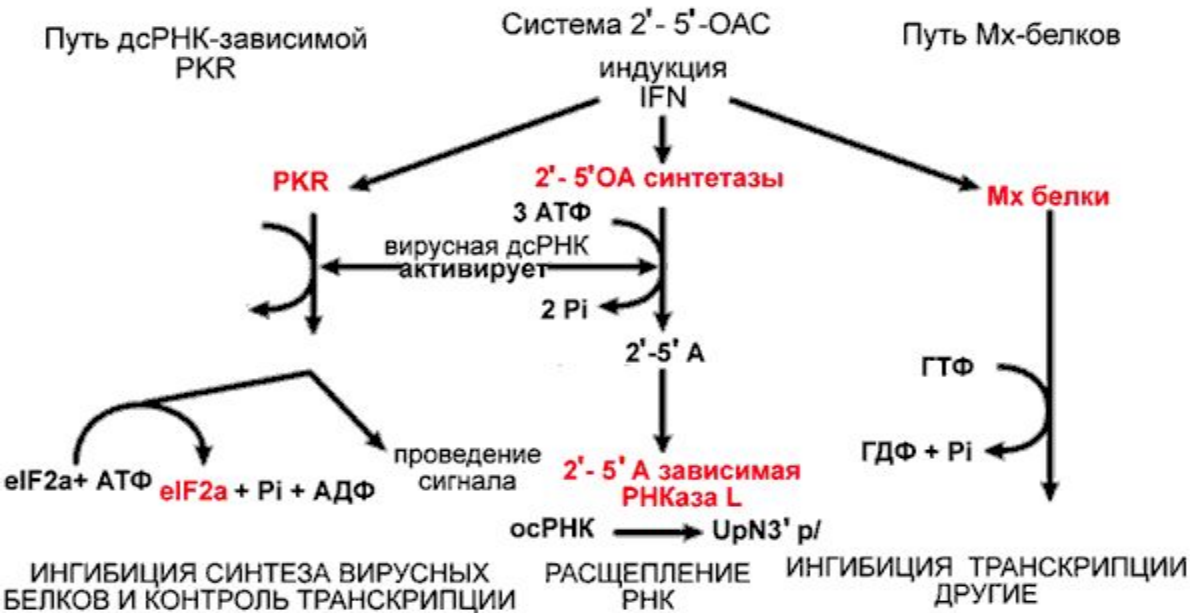 Путь дсРНК-зависимой
PKR
Система 2'- 5'-ОАС
Путь Мх-белков
индукция
IFN
PKR
2'- 5'ОА синтетазы
Мх белки
3 АТФ
вирусная дсРНК
активирует
2 Pi
2'-5' А
ГТФ
ГДФ + Pi
eIF2a+ АТФ
eIF2a + Pi + АДФ
проведение
сигнала
2'- 5' А зависимая
РНКаза L
осРНК
UpN3' p/
ИНГИБИЦИЯ СИНТЕЗА ВИРУСНЫХ
БЕЛКОВ И КОНТРОЛЬ ТРАНСКРИПЦИИ
РАСЩЕПЛЕНИЕ
РНК
ИНГИБИЦИЯ ТРАНСКРИПЦИИ
ДРУГИЕ